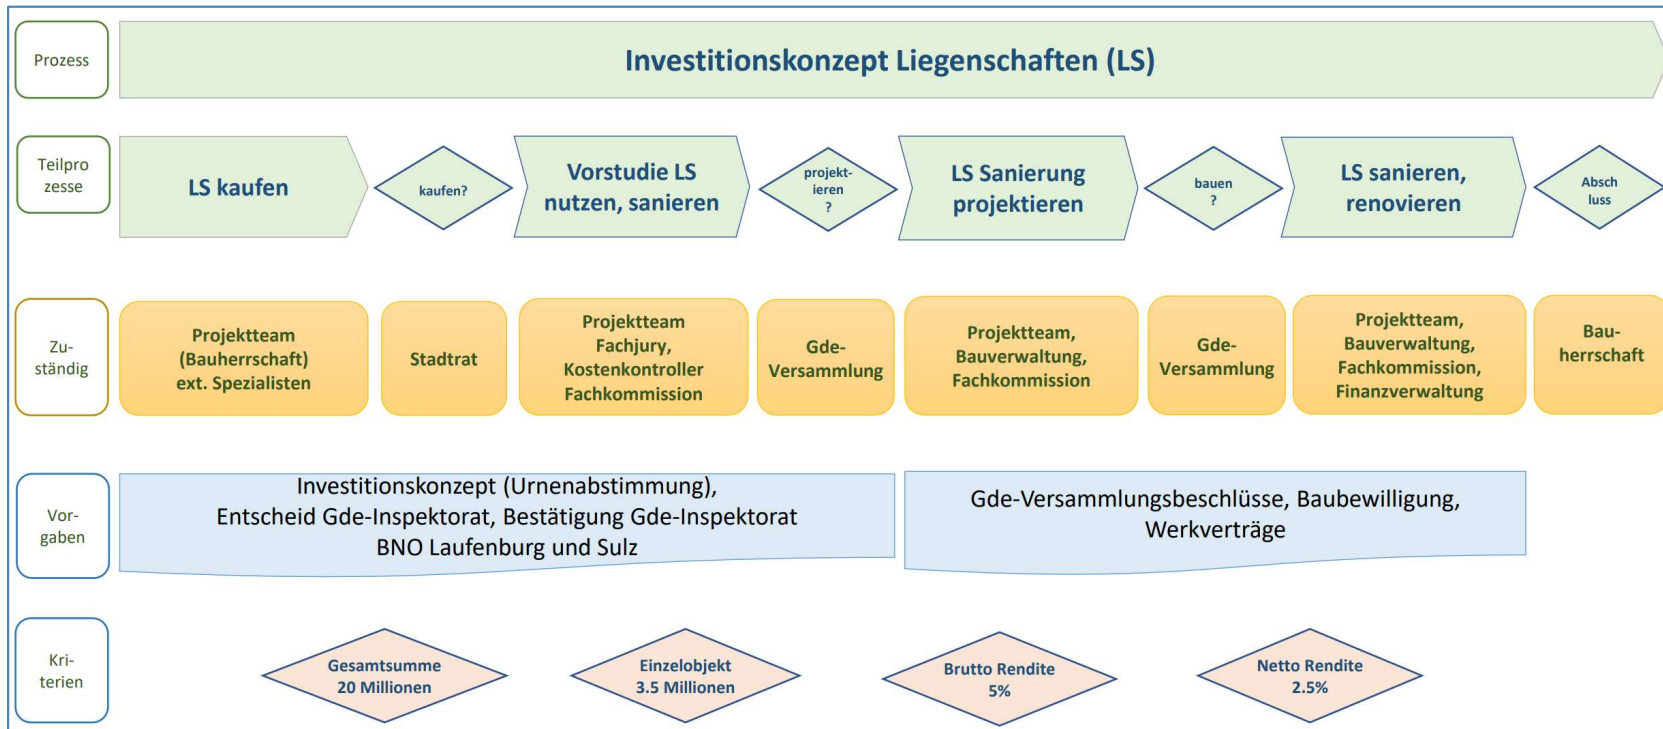 Prozess
Investitionskonzept Liegenschaften (LS)
Teilpro
zesse
LS kaufen
kaufen?
Vorstudie LS
nutzen, sanieren
projekt-
ieren
?
LS Sanierung
projektieren
bauen
?
LS sanieren,
renovieren
Absch
luss
Zu-
ständig
Projektteam
(Bauherrschaft)
ext. Spezialisten
Stadtrat
Projektteam
Fachjury,
Kostenkontroller
Fachkommission
Gde-
Versammlung
Projektteam,
Bauverwaltung,
Fachkommission
Gde-
Versammlung
Projektteam,
Bauverwaltung,
Fachkommission,
Finanzverwaltung
Bau-
herrschaft
Vor-
gaben
Investitionskonzept (Urnenabstimmung),
Entscheid Gde-Inspektorat, Bestätigung Gde-Inspektorat
BNO Laufenburg und Sulz
Gde-Versammlungsbeschlüsse, Baubewilligung,
Werkverträge
Kri-
terien
Gesamtsumme
20 Millionen
Einzelobjekt
3.5 Millionen
Brutto Rendite
5%
Netto Rendite
2.5%